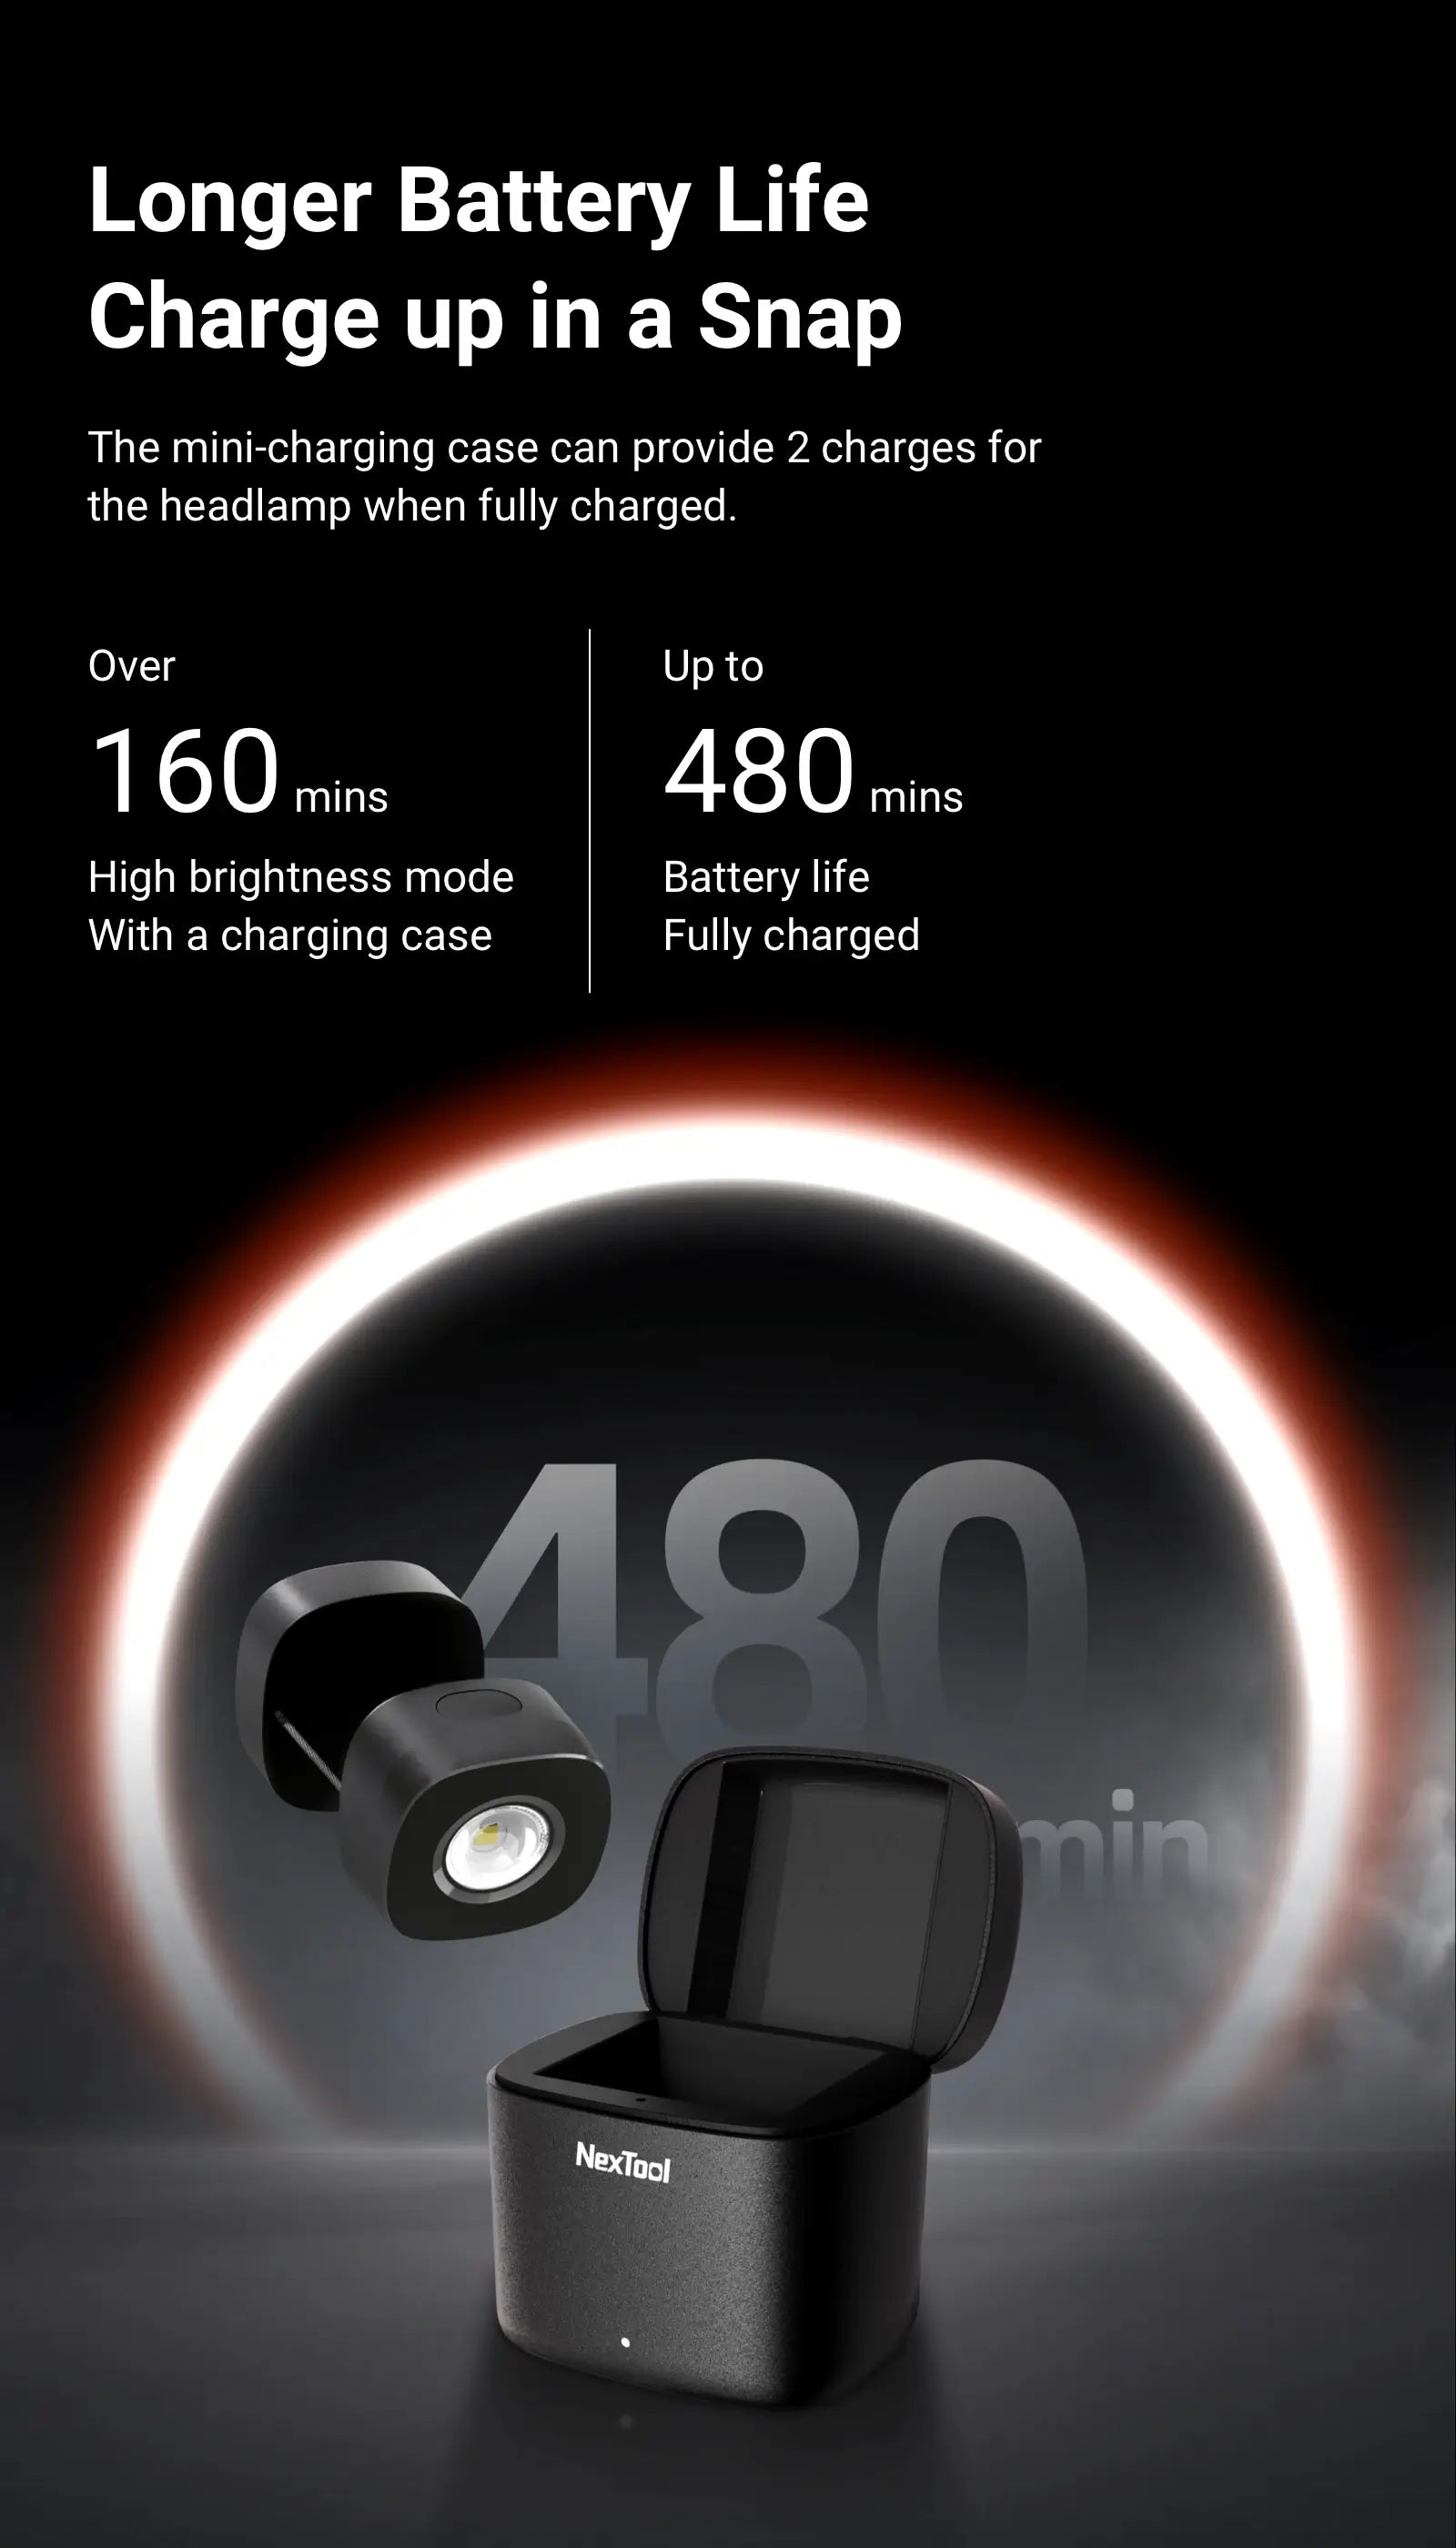 Longer Battery Life
Charge up in a Snap
The mini-charging case can provide 2 charges for
the headlamp when fully charged.
Over
160 mins
High brightness mode
With a charging case
Up to
480 mins
Battery life
Fully charged
480
min
NexTool